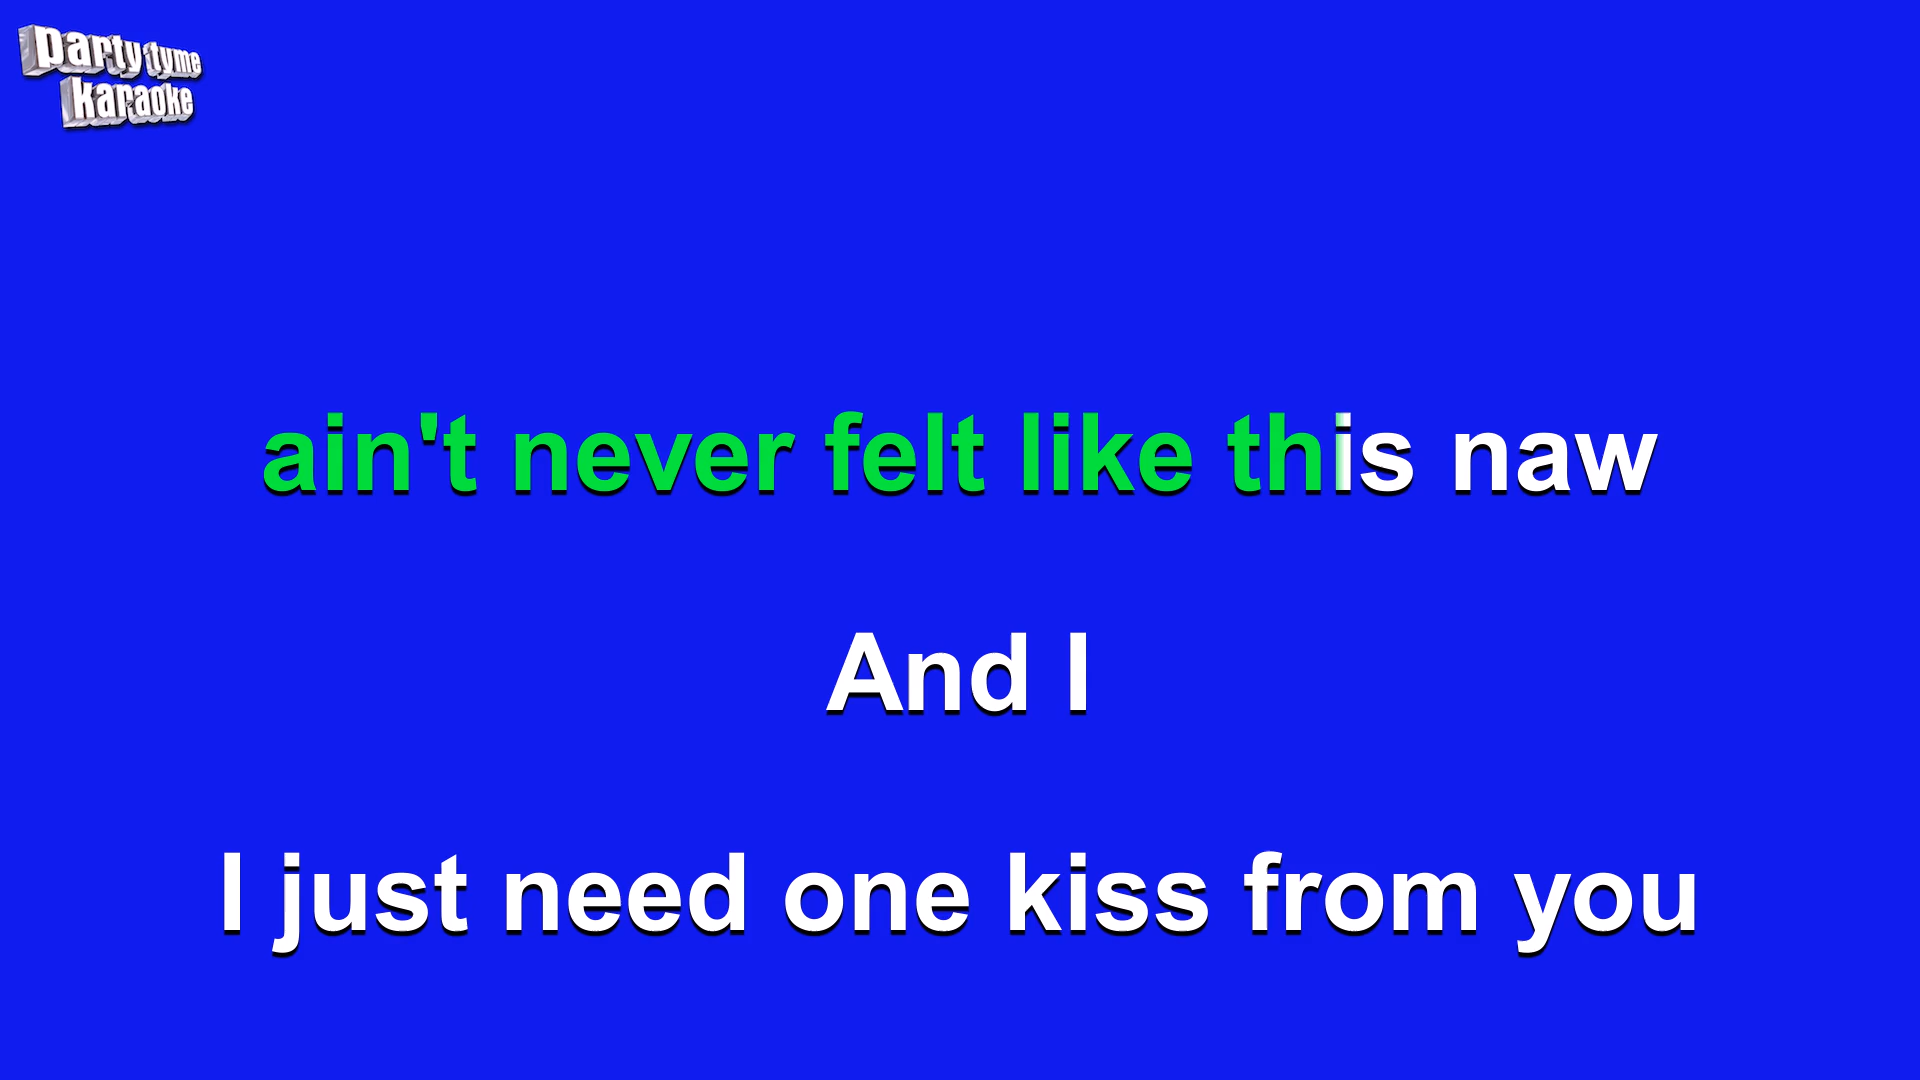 party tyme
karaoke
ain't never felt like this naw
And I
I just need one kiss from you